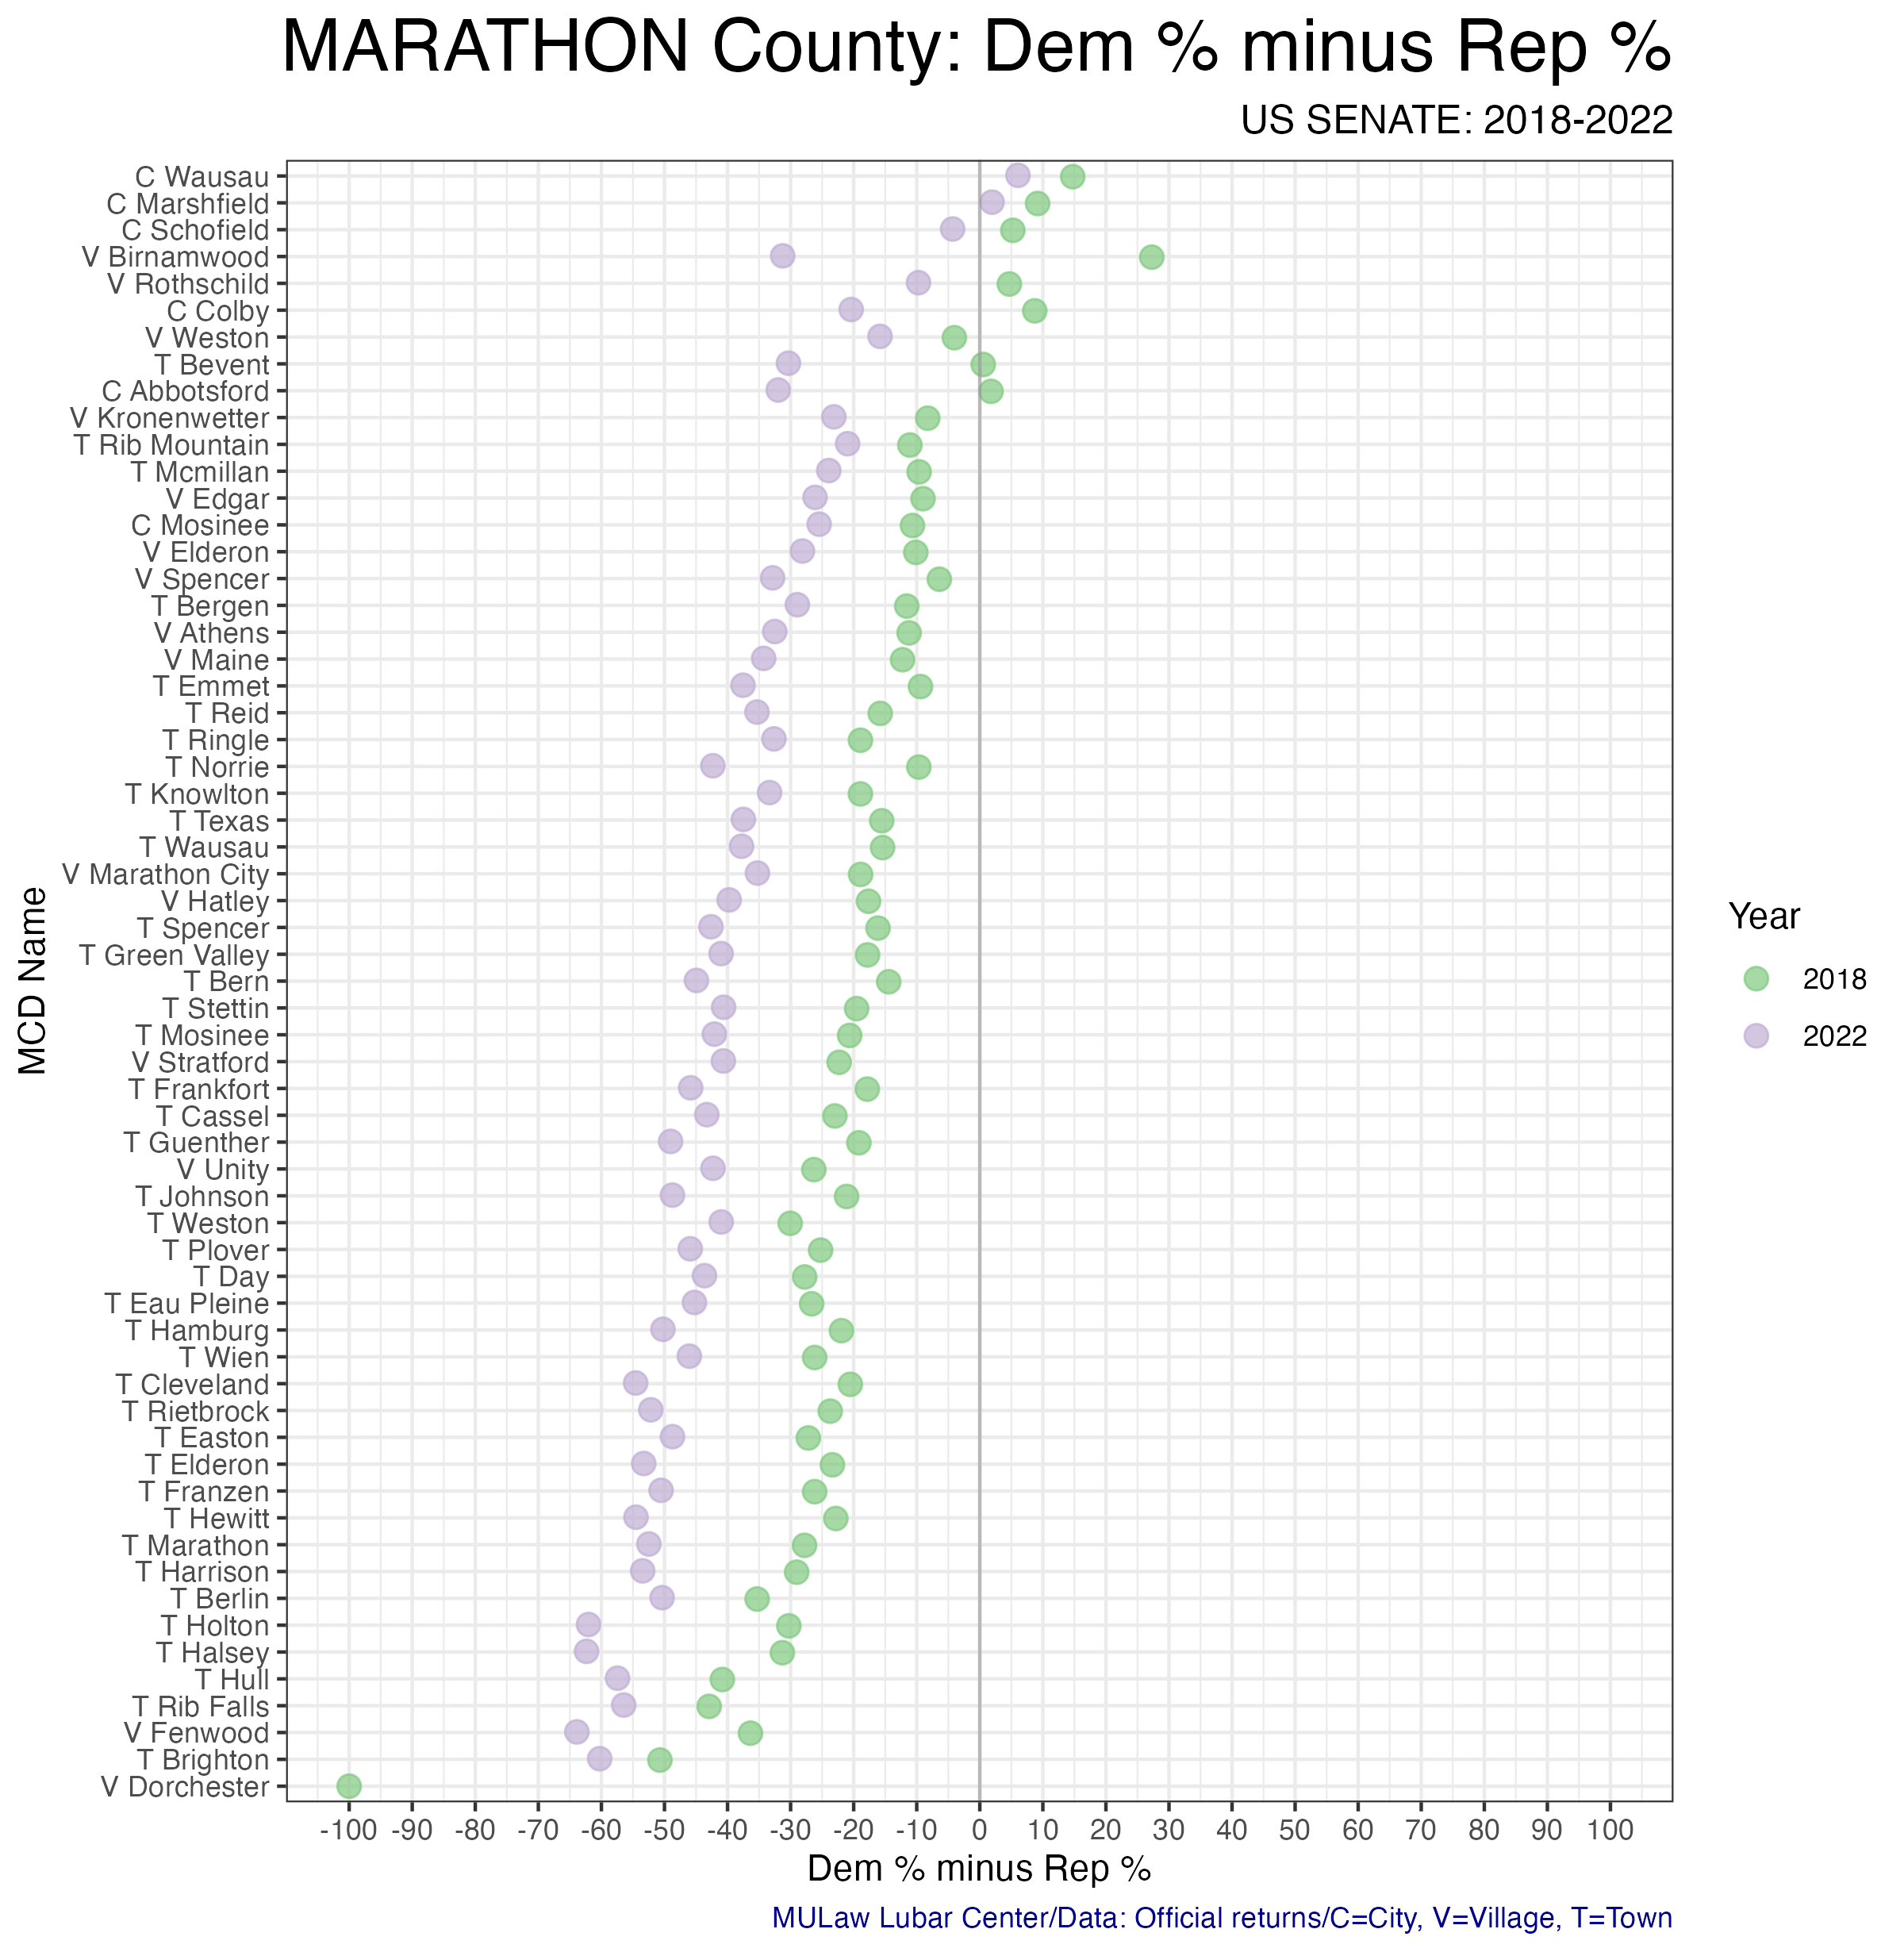 MARATHON County: Dem % minus Rep %
US SENATE: 2018-2022
C Wausau
C Marshfield
C Schofield
V Birnamwood
V Rothschild
C Colby
V Weston
T Bevent
C Abbotsford
V Kronenwetter
T Rib Mountain
T Mcmillan
V Edgar
C Mosinee
V Elderon
V Spencer
T Bergen
V Athens
V Maine
T Emmet
T Reid
T Ringle
T Norrie
T Knowlton
T Texas
T Wausau
V Marathon City
V Hatley
T Spencer
T Green Valley
T Bern
T Stettin
T Mosinee
V Stratford
T Frankfort
T Cassel
T Guenther
V Unity
T Johnson
T Weston
T Plover
T Day
T Eau Pleine
T Hamburg
T Wien
T Cleveland
T Rietbrock
T Easton
T Elderon
T Franzen
T Hewitt
T Marathon
T Harrison
T Berlin
T Holton
T Halsey
T Hull
T Rib Falls
V Fenwood
T Brighton
V Dorchester
MCD Name
-100 -90 -80 -70 -60 -50 -40 -30 -20 -10 0 10 20 30 40 50 60 70 80 90 100
Dem % minus Rep %
Year
2018
2022
MULaw Lubar Center/Data: Official returns/C=City, V=Village, T=Town